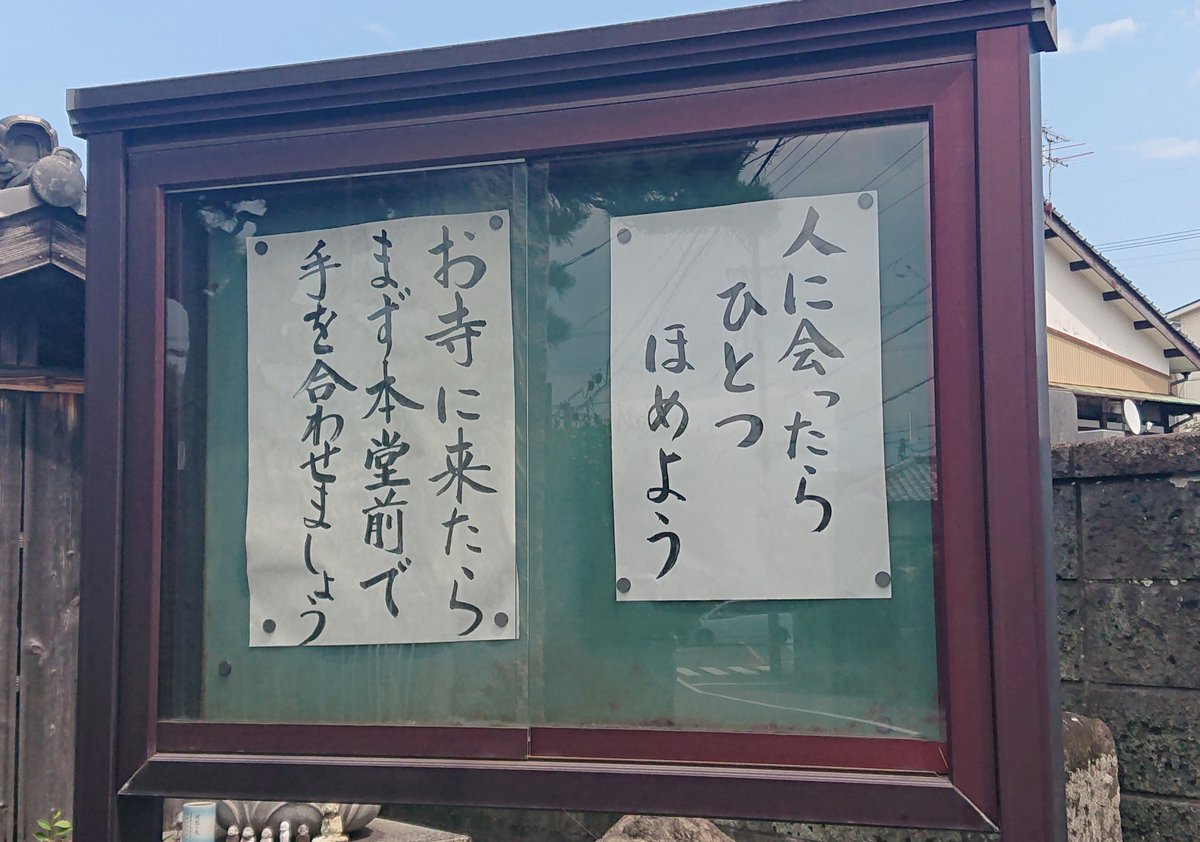 人に会ったら
ひとつ
ほめよう
お寺に来たら
まず本堂前で
手を合わせましょう